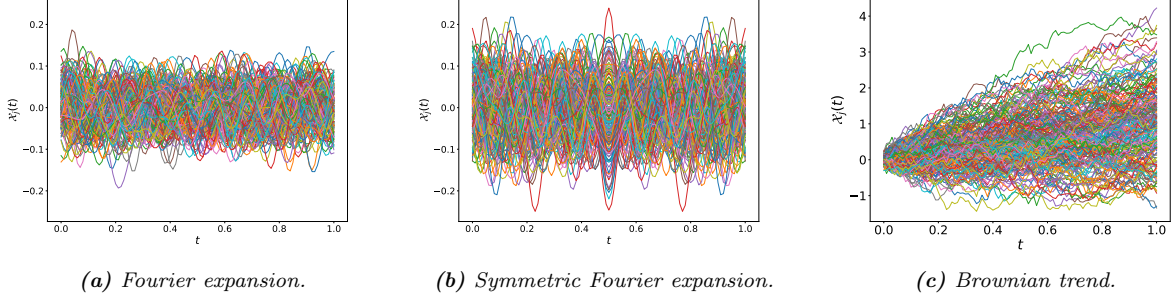 0.2
0.1
0.0
−0.1
−0.2
𝒳j(t)
0.0 0.2 0.4 0.6 0.8 1.0
t
(a) Fourier expansion.
0.2
0.1
0.0
−0.1
−0.2
𝒳j(t)
0.0 0.2 0.4 0.6 0.8 1.0
t
(b) Symmetric Fourier expansion.
4
3
2
1
0
−1
𝒳j(t)
0.0 0.2 0.4 0.6 0.8 1.0
t
(c) Brownian trend.